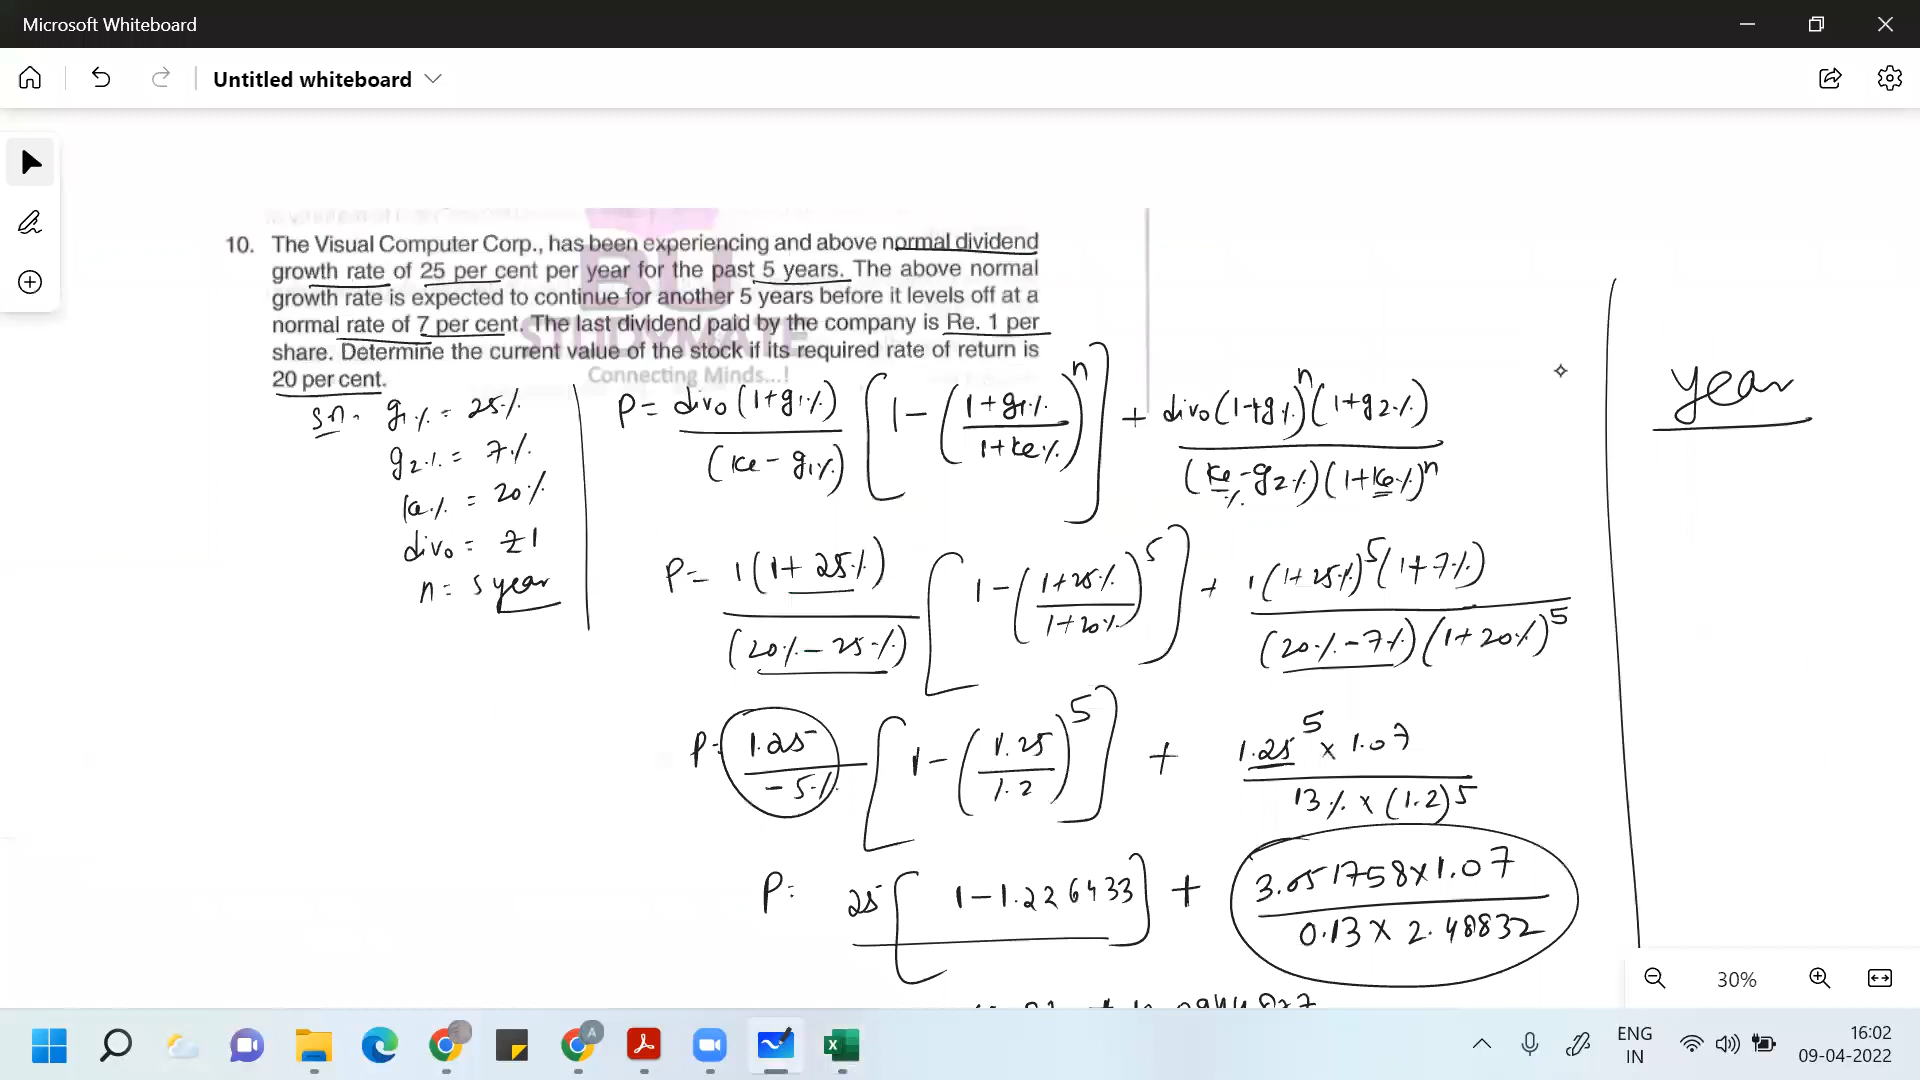 Microsoft Whiteboard
Untitled whiteboard
10. The Visual Computer Corp., has been experiencing and above normal dividend
growth rate of 25 per cent per year for the past 5 years. The above normal
growth rate is expected to continue for another 5 years before it levels off at a
normal rate of 7 per cent. The last dividend paid by the company is Re. 1 per
share. Determine the current value of the stock if its required rate of return is
20 per cent.
BU
STUDYMATE
Connecting Minds...!
g1% = 25%
g2% = 7%
ke% = 20%
div0 = ₹1
n = 5 year
P = div0 (1+g1%) / (ke - g1%) [1 - (1+g1% / 1+ke%)^n] + div0 (1+g1%)^n (1+g2%) / (ke% - g2%) (1+ke%)^n
P = 1 (1+25%) / (20% - 25%) [1 - (1+25% / 1+20%)^5] + 1 (1+25%)^5 (1+7%) / (20% - 7%) (1+20%)^5
P = 1.25 / -5% [1 - (1.25 / 1.2)^5] + 1.25^5 × 1.07 / 13% × (1.2)^5
P = 25 [1 - 1.226433] + 3.051758 × 1.07 / 0.13 × 2.48832
year
30%
ENG
IN
16:02
09-04-2022